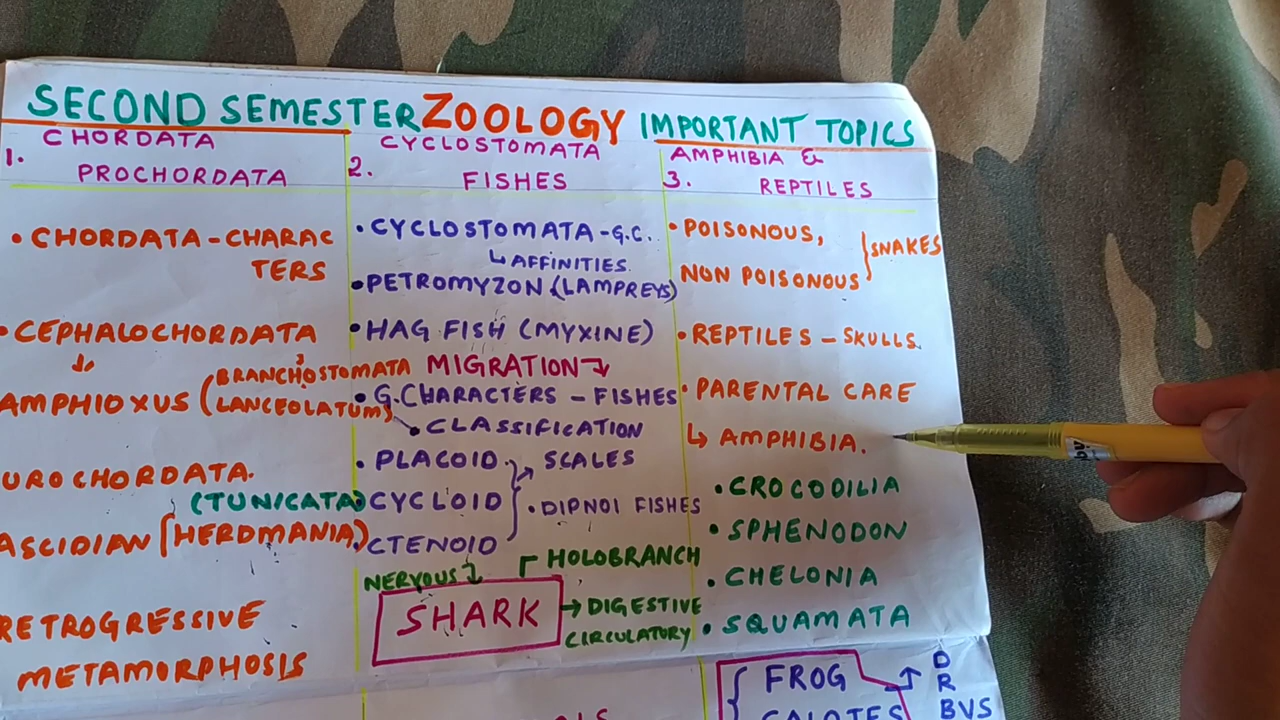 SECOND SEMESTER ZOOLOGY IMPORTANT TOPICS
1. CHORDATA
PROCHORDATA
• CHORDATA - CHARAC
TERS
• CEPHALOCHORDATA
AMPHIOXUS (BRANCHOSTOMATA
LANCEOLATUM)
UROCHORDATA.
(TUNICATA)
ASCIDIAN (HERDMANIA)
RETROGRESSIVE
METAMORPHOSIS
2. CYCLOSTOMATA
FISHES
• CYCLOSTOMATA - G.C.
↳ AFFINITIES.
• PETROMYZON (LAMPREYS)
• HAG FISH (MYXINE)
MIGRATION
• G.CHARACTERS - FISHES
• CLASSIFICATION
• PLACOID. } → SCALES
• CYCLOID • DIPNOI FISHES
• CTENOID
HOLOBRANCH
NERVOUS
SHARK → DIGESTIVE
CIRCULATORY
3. AMPHIBIA &
REPTILES
• POISONOUS, } SNAKES
NON POISONOUS
• REPTILES - SKULLS.
• PARENTAL CARE
↳ AMPHIBIA.
• CROCODILIA
• SPHENODON
• CHELONIA
• SQUAMATA
{ FROG → D
R
CALOTES BVS